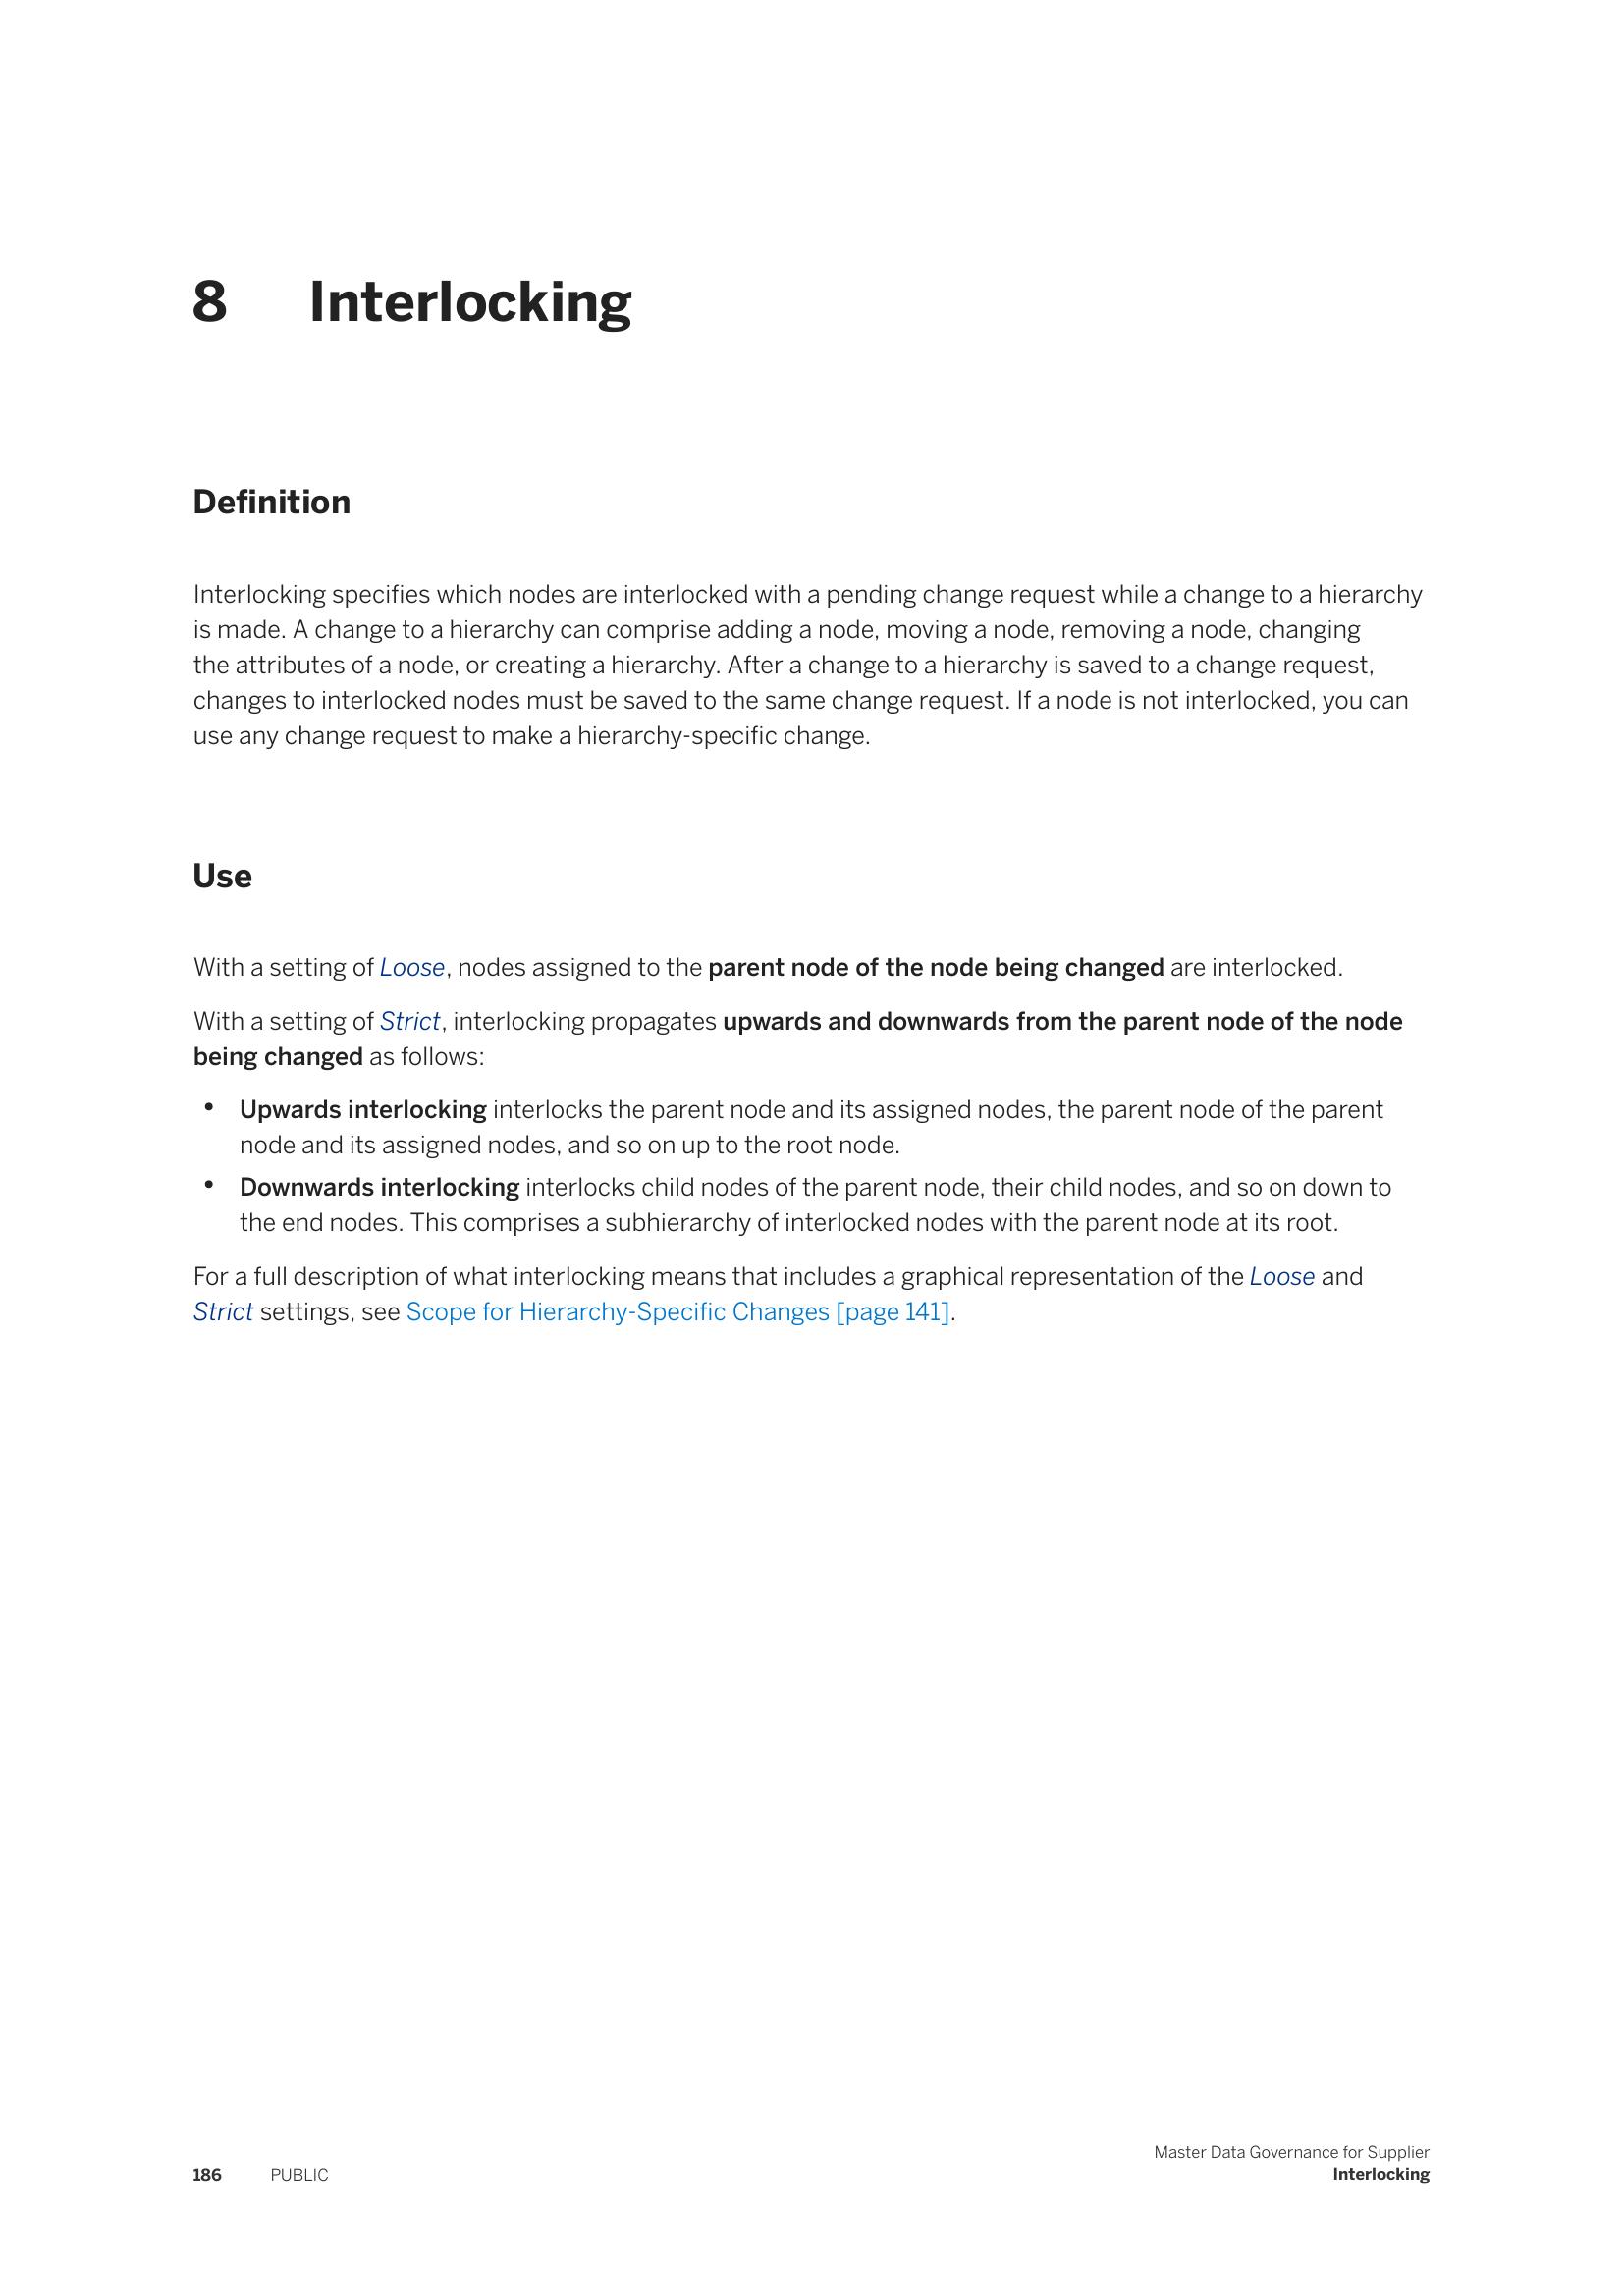 8 Interlocking
Definition
Interlocking specifies which nodes are interlocked with a pending change request while a change to a hierarchy
is made. A change to a hierarchy can comprise adding a node, moving a node, removing a node, changing
the attributes of a node, or creating a hierarchy. After a change to a hierarchy is saved to a change request,
changes to interlocked nodes must be saved to the same change request. If a node is not interlocked, you can
use any change request to make a hierarchy-specific change.
Use
With a setting of Loose, nodes assigned to the parent node of the node being changed are interlocked.
With a setting of Strict, interlocking propagates upwards and downwards from the parent node of the node
being changed as follows:
• Upwards interlocking interlocks the parent node and its assigned nodes, the parent node of the parent
node and its assigned nodes, and so on up to the root node.
• Downwards interlocking interlocks child nodes of the parent node, their child nodes, and so on down to
the end nodes. This comprises a subhierarchy of interlocked nodes with the parent node at its root.
For a full description of what interlocking means that includes a graphical representation of the Loose and
Strict settings, see Scope for Hierarchy-Specific Changes [page 141].
Master Data Governance for Supplier
186 PUBLIC Interlocking